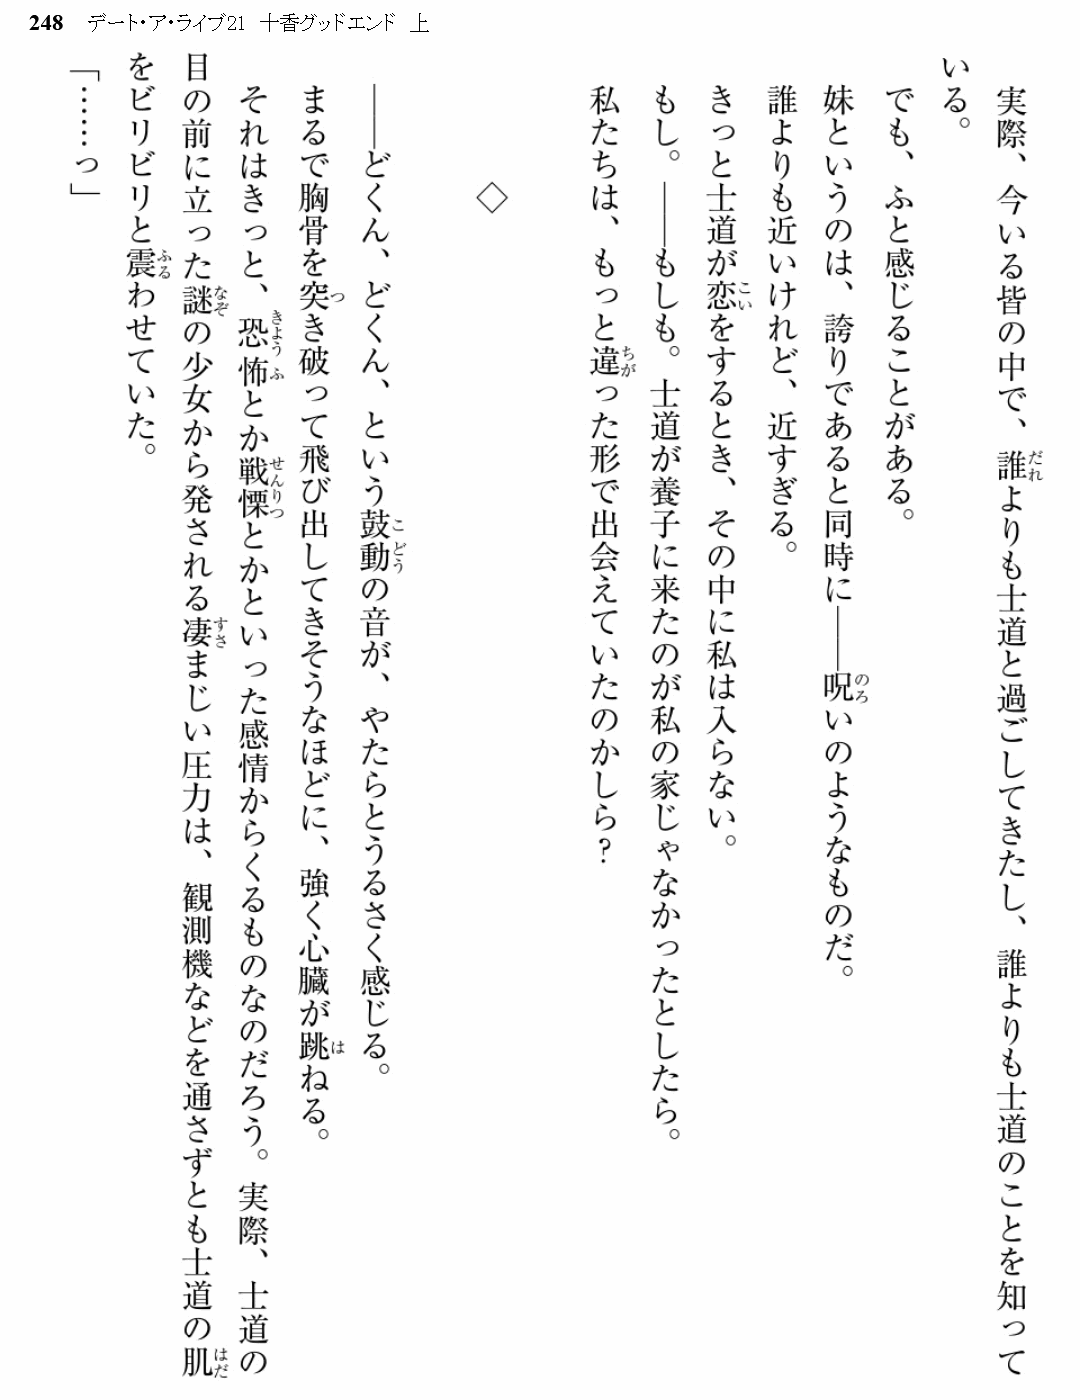 248 デート・ア・ライブ21 十香グッドエンド 上
実際、今いる皆の中で、誰よりも士道と過ごしてきたし、誰よりも士道のことを知って
いる。
でも、ふと感じることがある。
妹というのは、誇りであると同時に――呪いのようなものだ。
誰よりも近いけれど、近すぎる。
きっと士道が恋をするとき、その中に私は入らない。
もし。――もしも。士道が養子に来たのが私の家じゃなかったとしたら。
私たちは、もっと違った形で出会えていたのかしら?
◇
――どくん、どくん、という鼓動の音が、やたらとうるさく感じる。
まるで胸骨を突き破って飛び出してきそうなほどに、強く心臓が跳ねる。
それはきっと、恐怖とか戦慄とかといった感情からくるものなのだろう。実際、士道の
目の前に立った謎の少女から発される凄まじい圧力は、観測機などを通さずとも士道の肌
をビリビリと震わせていた。
「……っ」